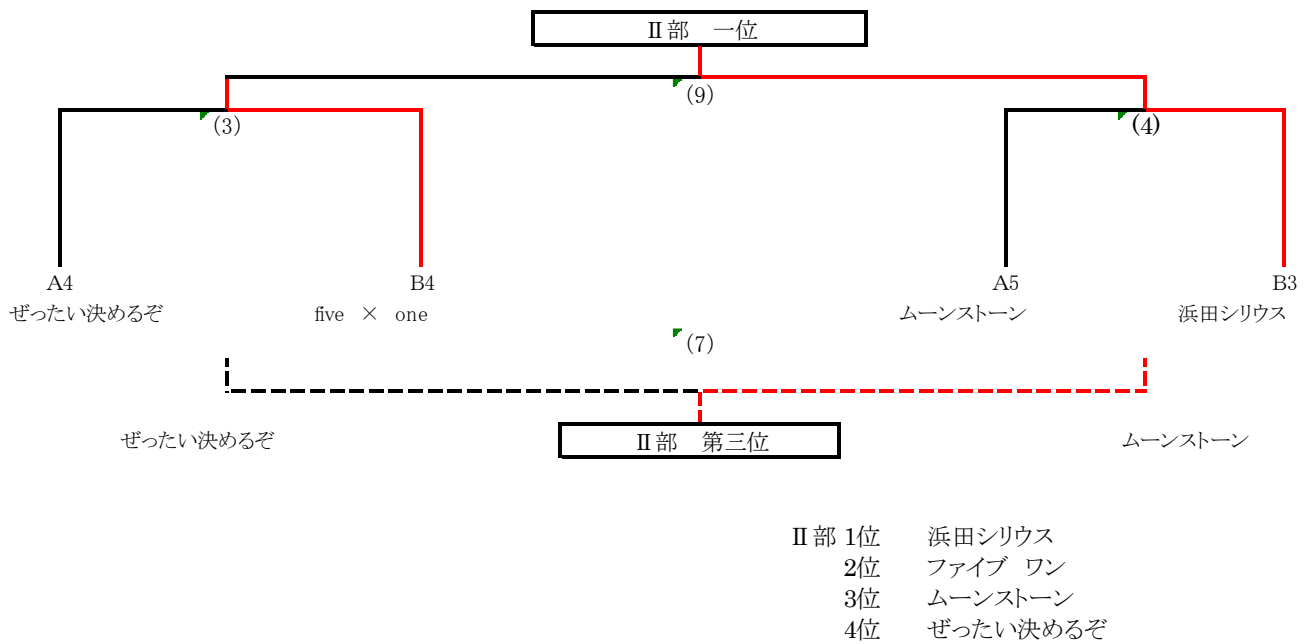 Ⅱ部　一位
(9)
(3)
(4)
A4 B4 A5 B3
ぜったい決めるぞ five × one ムーンストーン 浜田シリウス
(7)
ぜったい決めるぞ Ⅱ部　第三位 ムーンストーン
Ⅱ部 1位 浜田シリウス
2位 ファイブ ワン
3位 ムーンストーン
4位 ぜったい決めるぞ